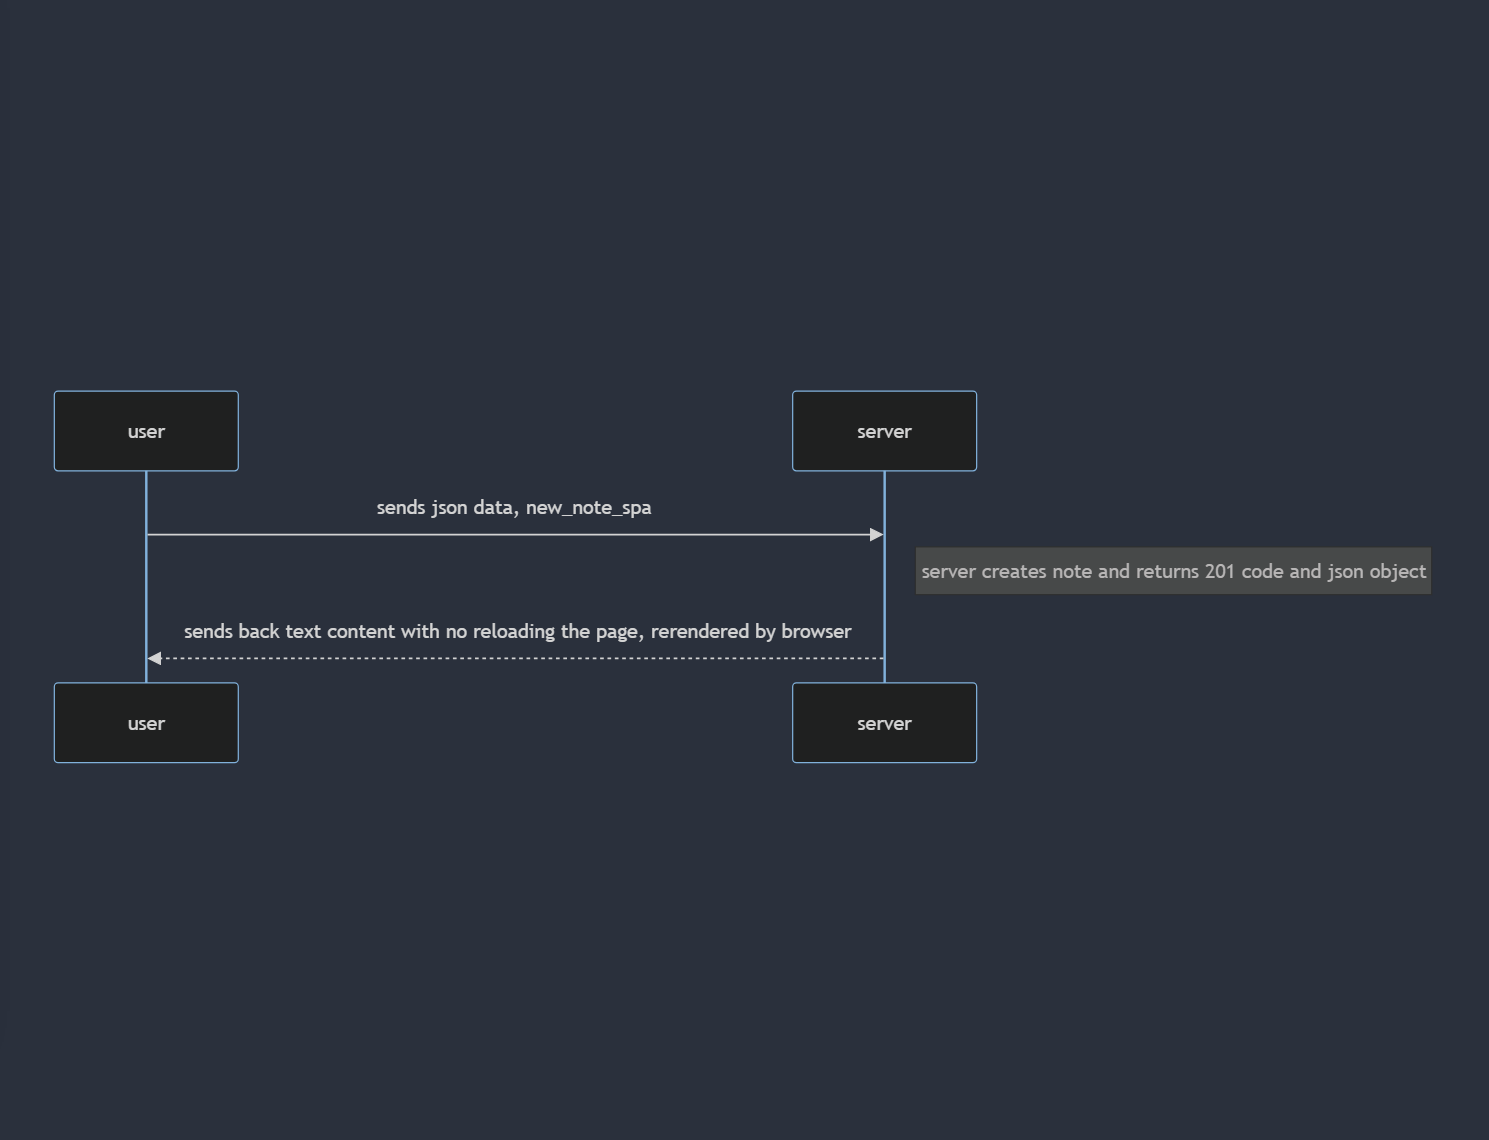 user
server
sends json data, new_note_spa
server creates note and returns 201 code and json object
sends back text content with no reloading the page, rerendered by browser
user
server